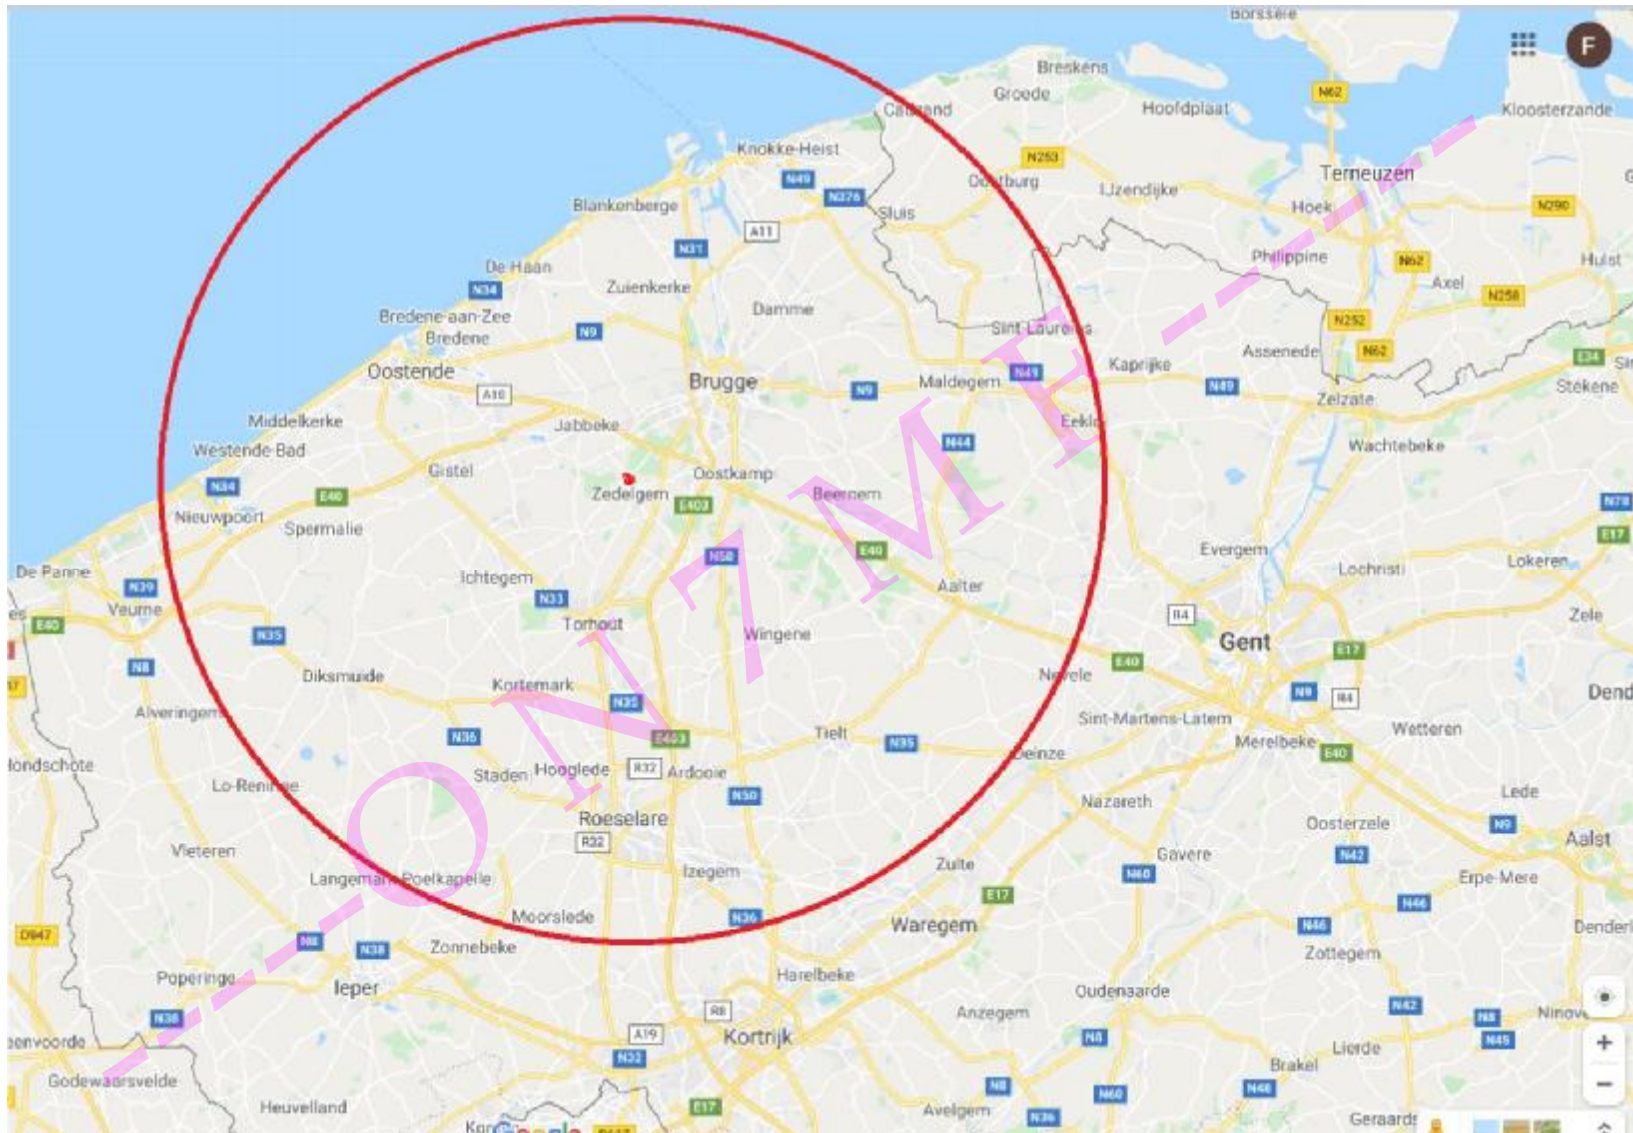 Borssele
F
Breskens
N62
Groede
Cadzand
Hoofdplaat
Kloosterzande
Knokke-Heist
N253
N49
Oostburg
IJzendijke
Terneuzen
N376
Blankenberge
Sluis
Hoek
N290
A11
N31
Philippine
N62
Hulst
De Haan
Zuienkerke
Axel
N34
N258
Bredene-aan-Zee
Damme
N252
Bredene
N9
Sint-Laureins
Assenede
N62
E34
Oostende
Brugge
Maldegem
N49
Kaprijke
N49
Stekene
A10
N9
Zelzate
Middelkerke
Jabbeke
Eeklo
N44
Wachtebeke
Westende-Bad
Gistel
Oostkamp
N34
E40
Zedelgem
Beernem
E403
N70
Nieuwpoort
Spermalie
E17
N50
E40
Evergem
Lokeren
De Panne
Ichtegem
Lochristi
N39
Aalter
Veurne
N33
R4
Zele
E40
N35
Torhout
Wingene
Gent
E17
N8
Diksmuide
Kortemark
Nevele
E40
N9
R4
Dend
Alveringem
N35
Sint-Martens-Latem
Wetteren
N36
E403
Tielt
N35
Merelbeke
E40
Hondschote
Staden
Hooglede
R32
Ardooie
Deinze
Lo-Reninge
N50
Nazareth
Lede
Roeselare
Oosterzele
N9
Aalst
R32
Vleteren
Gavere
N42
Langemark-Poelkapelle
Izegem
Zulte
N60
Erpe-Mere
E17
N46
Moorslede
N36
Waregem
N46
D947
N8
N38
Zonnebeke
Zottegem
Poperinge
Ieper
Harelbeke
Oudenaarde
N38
R8
Anzegem
N42
N8
Ninove
A19
Kortrijk
N8
N45
N32
Lierde
Godewaarsvelde
Brakel
N8
N60
N48
Heuvelland
E17
Avelgem
N36
Geraards
Google
---ON7ME---